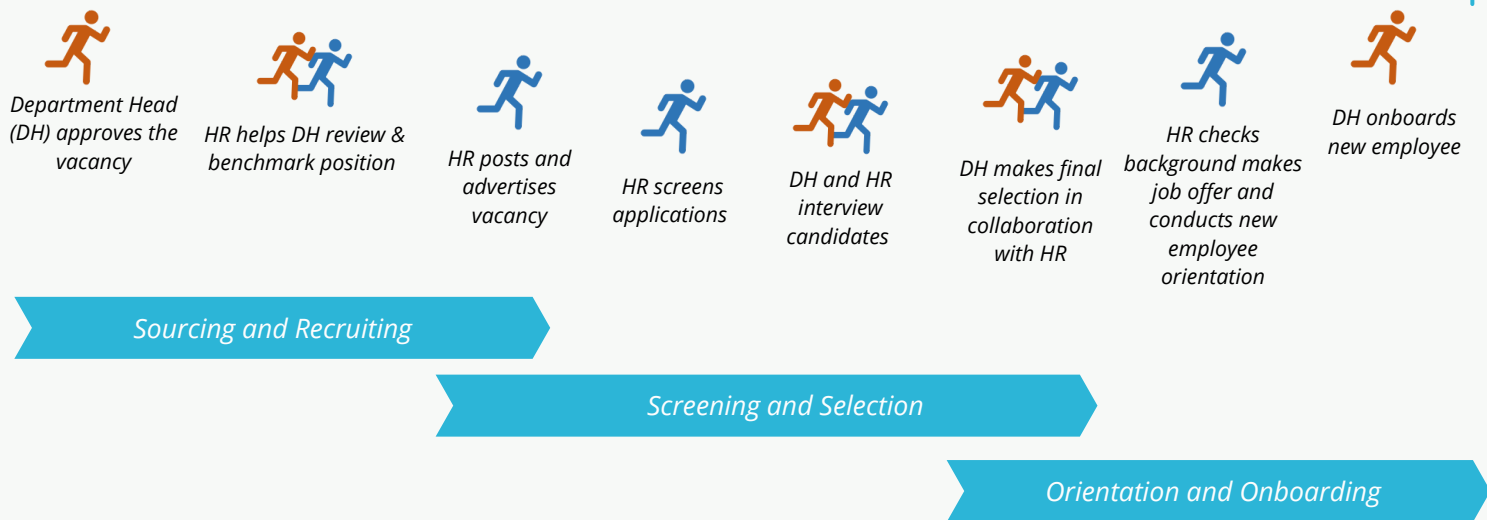 Department Head
(DH) approves the
vacancy
HR helps DH review &
benchmark position
HR posts and
advertises
vacancy
HR screens
applications
DH and HR
interview
candidates
DH makes final
selection in
collaboration
with HR
HR checks
background makes
job offer and
conducts new
employee
orientation
DH onboards
new employee
Sourcing and Recruiting
Screening and Selection
Orientation and Onboarding